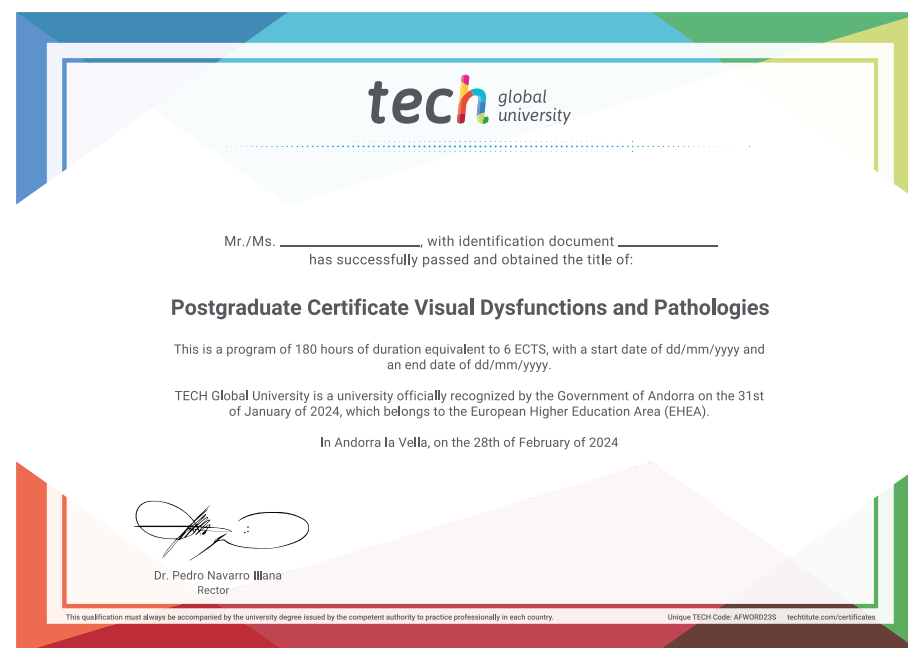 tech global university
Mr./Ms. ____________, with identification document ____________
has successfully passed and obtained the title of:
Postgraduate Certificate Visual Dysfunctions and Pathologies
This is a program of 180 hours of duration equivalent to 6 ECTS, with a start date of dd/mm/yyyy and
an end date of dd/mm/yyyy.
TECH Global University is a university officially recognized by the Government of Andorra on the 31st
of January of 2024, which belongs to the European Higher Education Area (EHEA).
In Andorra la Vella, on the 28th of February of 2024
Dr. Pedro Navarro Illana
Rector
This qualification must always be accompanied by the university degree issued by the competent authority to practice professionally in each country. Unique TECH Code: AFWORD23S techtitute.com/certificates